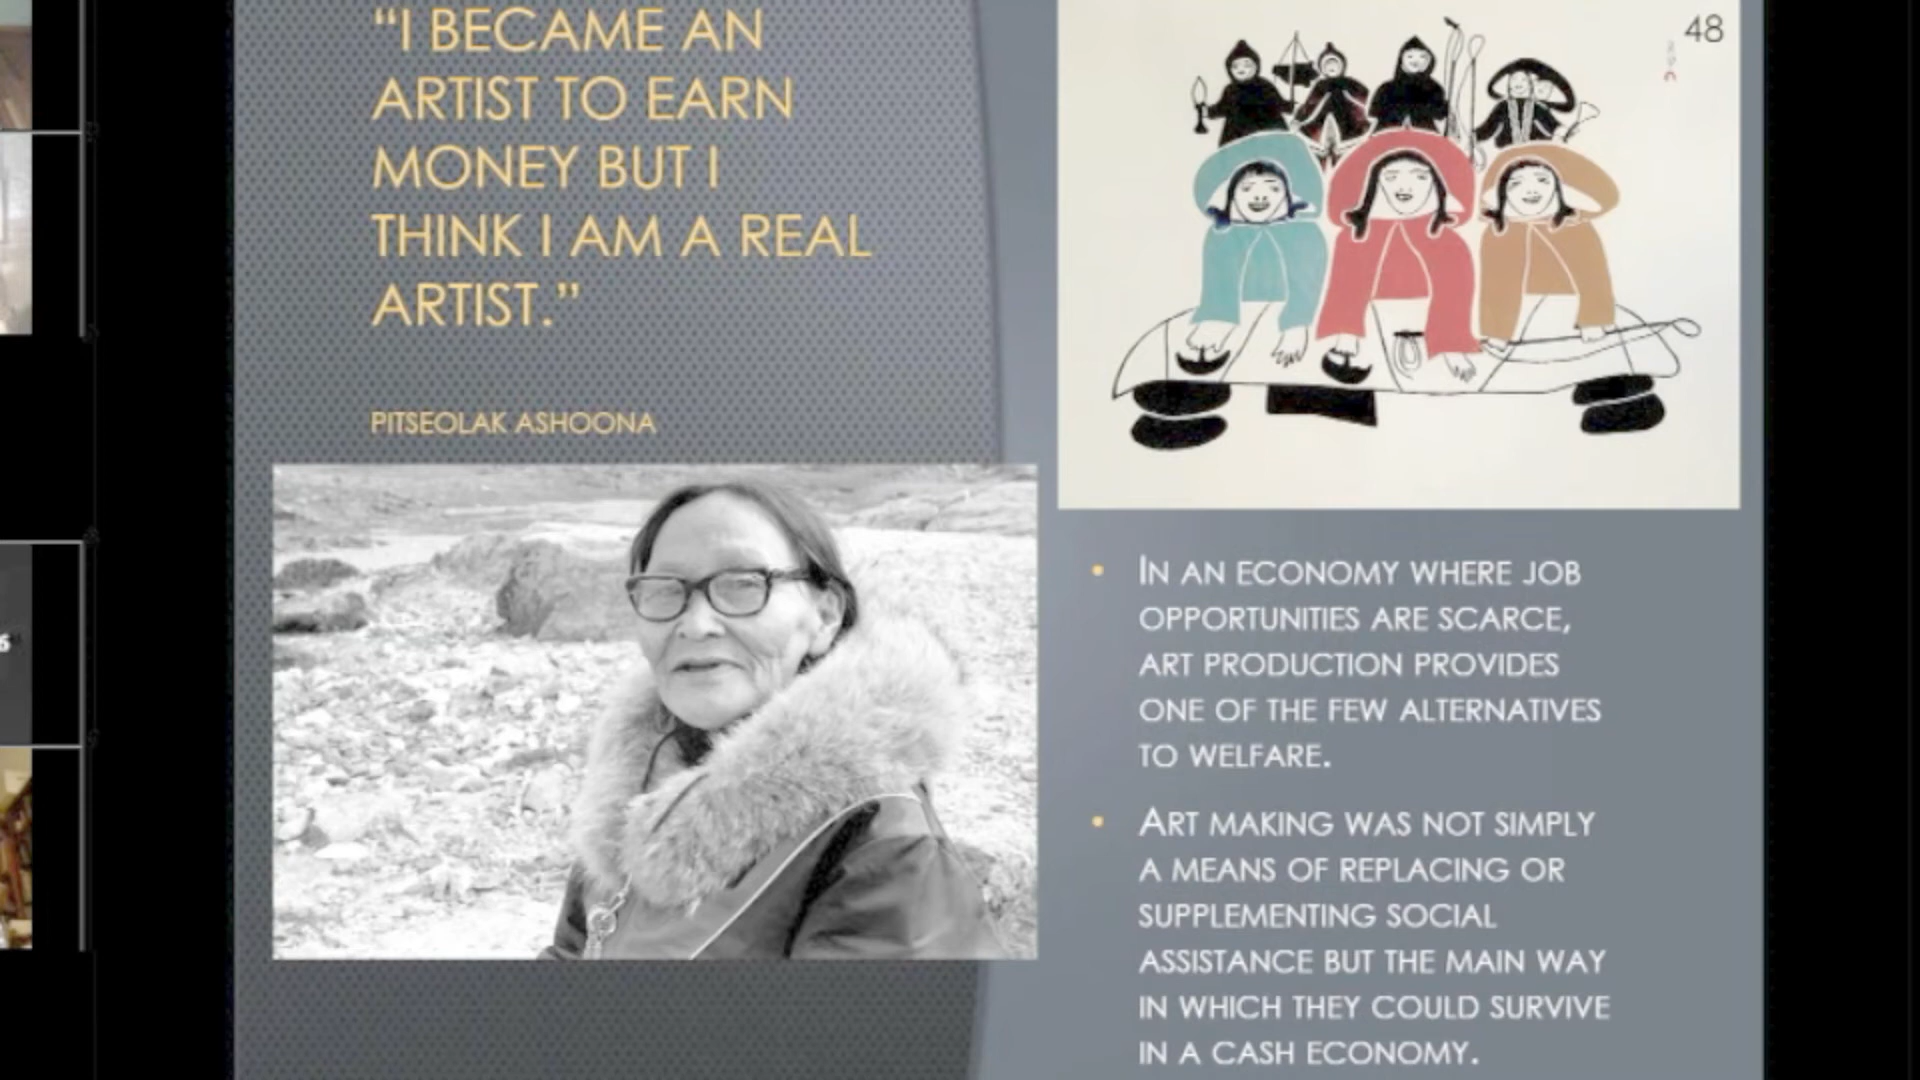 “I BECAME AN
ARTIST TO EARN
MONEY BUT I
THINK I AM A REAL
ARTIST.”
PITSEOLAK ASHOONA
48
IN AN ECONOMY WHERE JOB
OPPORTUNITIES ARE SCARCE,
ART PRODUCTION PROVIDES
ONE OF THE FEW ALTERNATIVES
TO WELFARE.
ART MAKING WAS NOT SIMPLY
A MEANS OF REPLACING OR
SUPPLEMENTING SOCIAL
ASSISTANCE BUT THE MAIN WAY
IN WHICH THEY COULD SURVIVE
IN A CASH ECONOMY.